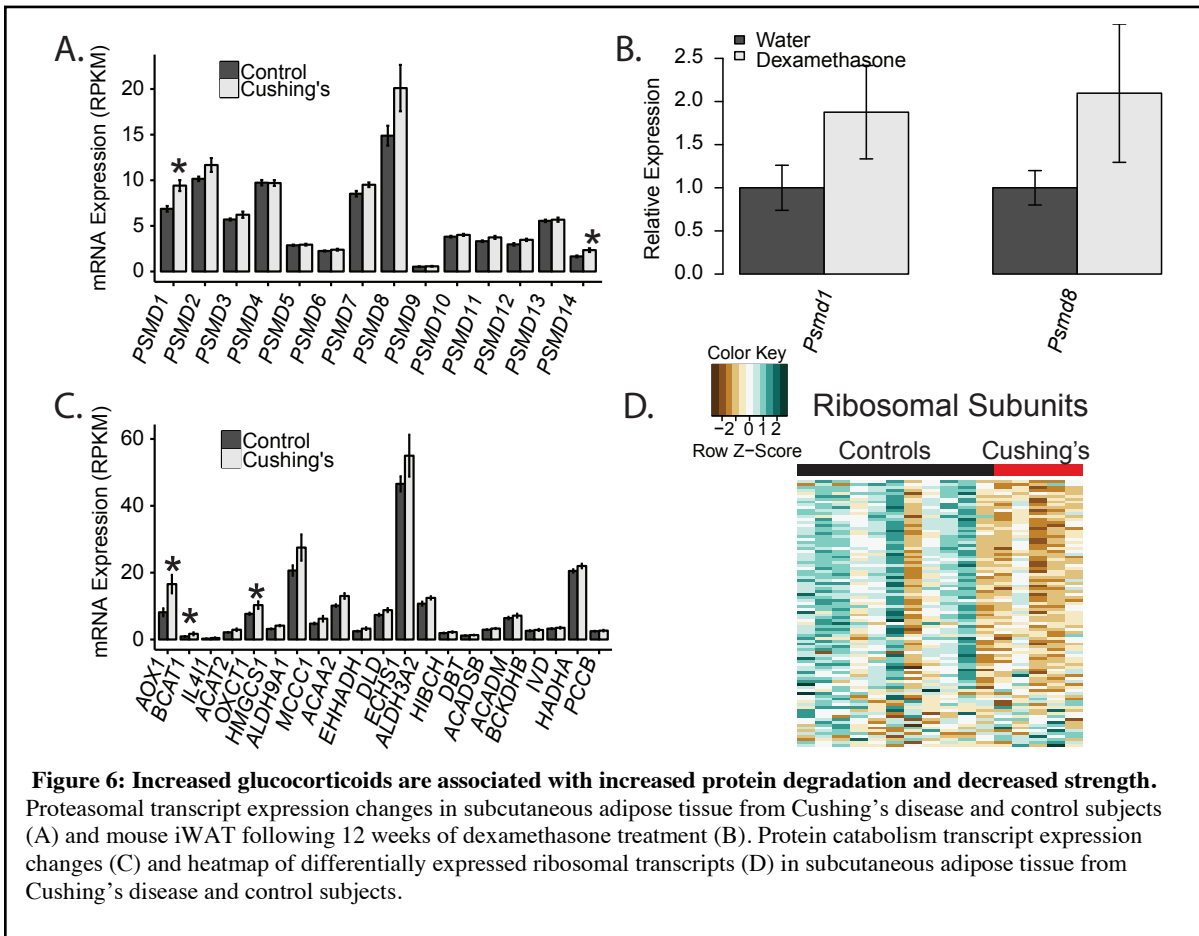 A.
Control
Cushing's
mRNA Expression (RPKM)
20
15
10
5
0
*
*
PSMD1
PSMD2
PSMD3
PSMD4
PSMD5
PSMD6
PSMD7
PSMD8
PSMD9
PSMD10
PSMD11
PSMD12
PSMD13
PSMD14
B.
Water
Dexamethasone
Relative Expression
2.5
2.0
1.5
1.0
0.5
0.0
Psmd1
Psmd8
C.
Control
Cushing's
mRNA Expression (RPKM)
60
40
20
0
*
*
*
AOX1
BCAT1
IL4I1
ACAT2
OXCT1
HMGCS1
ALDH9A1
MCCC1
ACAA2
EHHADH
DLD
ECHS1
ALDH3A2
HIBCH
DBT
ACADSB
ACADM
BCKDHB
IVD
HADHA
PCCB
Color Key
−2 0 1 2
Row Z−Score
D.
Ribosomal Subunits
Controls Cushing's
Figure 6: Increased glucocorticoids are associated with increased protein degradation and decreased strength.
Proteasomal transcript expression changes in subcutaneous adipose tissue from Cushing's disease and control subjects
(A) and mouse iWAT following 12 weeks of dexamethasone treatment (B). Protein catabolism transcript expression
changes (C) and heatmap of differentially expressed ribosomal transcripts (D) in subcutaneous adipose tissue from
Cushing's disease and control subjects.